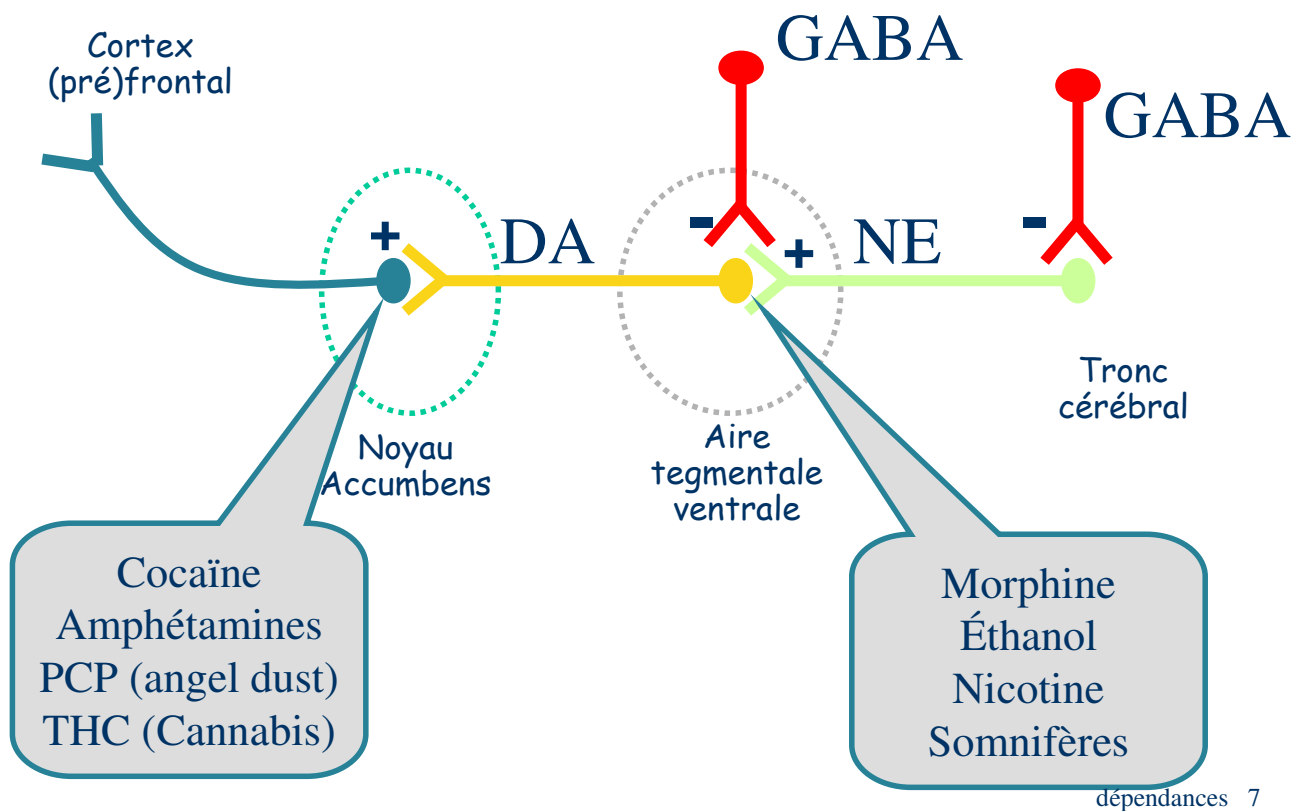 Cortex
(pré)frontal
GABA
GABA
+
DA
-
+
NE
-
Noyau
Accumbens
Aire
tegmentale
ventrale
Tronc
cérébral
Cocaïne
Amphétamines
PCP (angel dust)
THC (Cannabis)
Morphine
Éthanol
Nicotine
Somnifères
dépendances 7